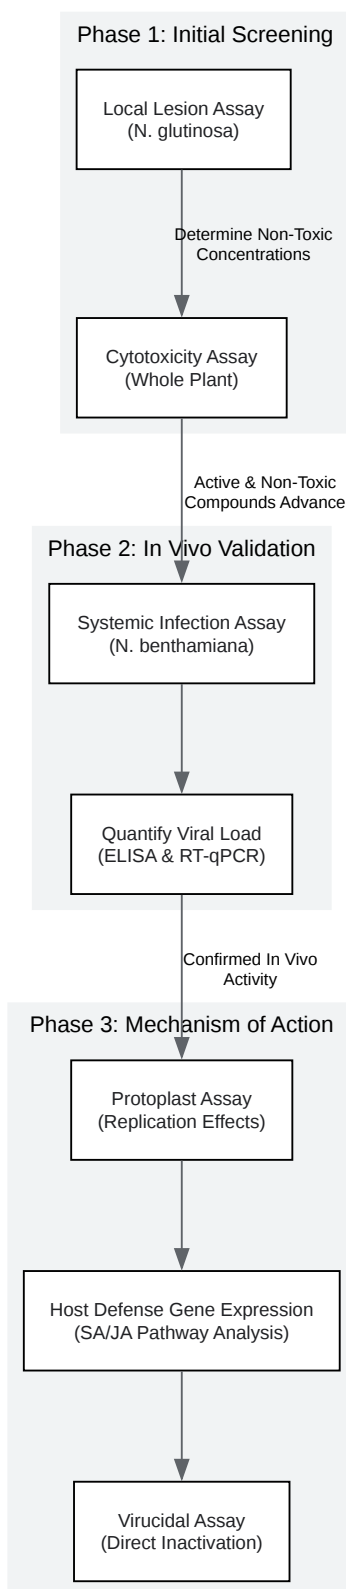 Phase 1: Initial Screening
Local Lesion Assay
(N. glutinosa)
Determine Non-Toxic
Concentrations
Cytotoxicity Assay
(Whole Plant)
Active & Non-Toxic
Compounds Advance
Phase 2: In Vivo Validation
Systemic Infection Assay
(N. benthamiana)
Quantify Viral Load
(ELISA & RT-qPCR)
Confirmed In Vivo
Activity
Phase 3: Mechanism of Action
Protoplast Assay
(Replication Effects)
Host Defense Gene Expression
(SA/JA Pathway Analysis)
Virucidal Assay
(Direct Inactivation)